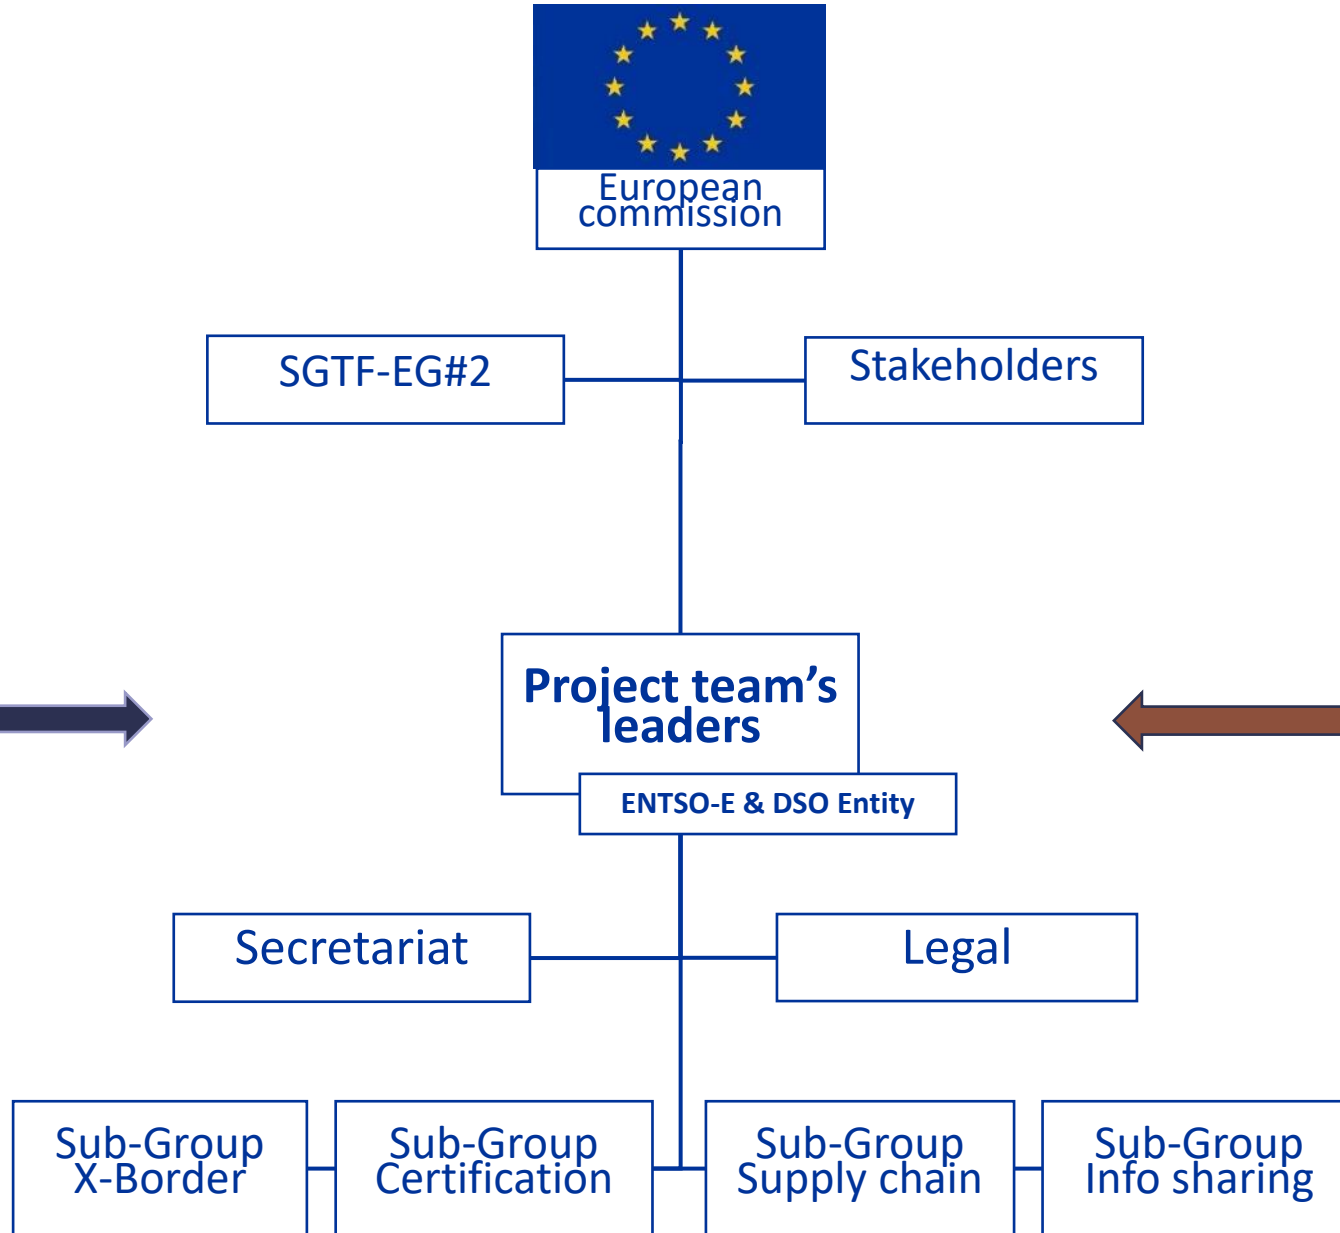 European
commission
SGTF-EG#2
Stakeholders
Project team’s
leaders
ENTSO-E & DSO Entity
Secretariat
Legal
Sub-Group
X-Border
Sub-Group
Certification
Sub-Group
Supply chain
Sub-Group
Info sharing